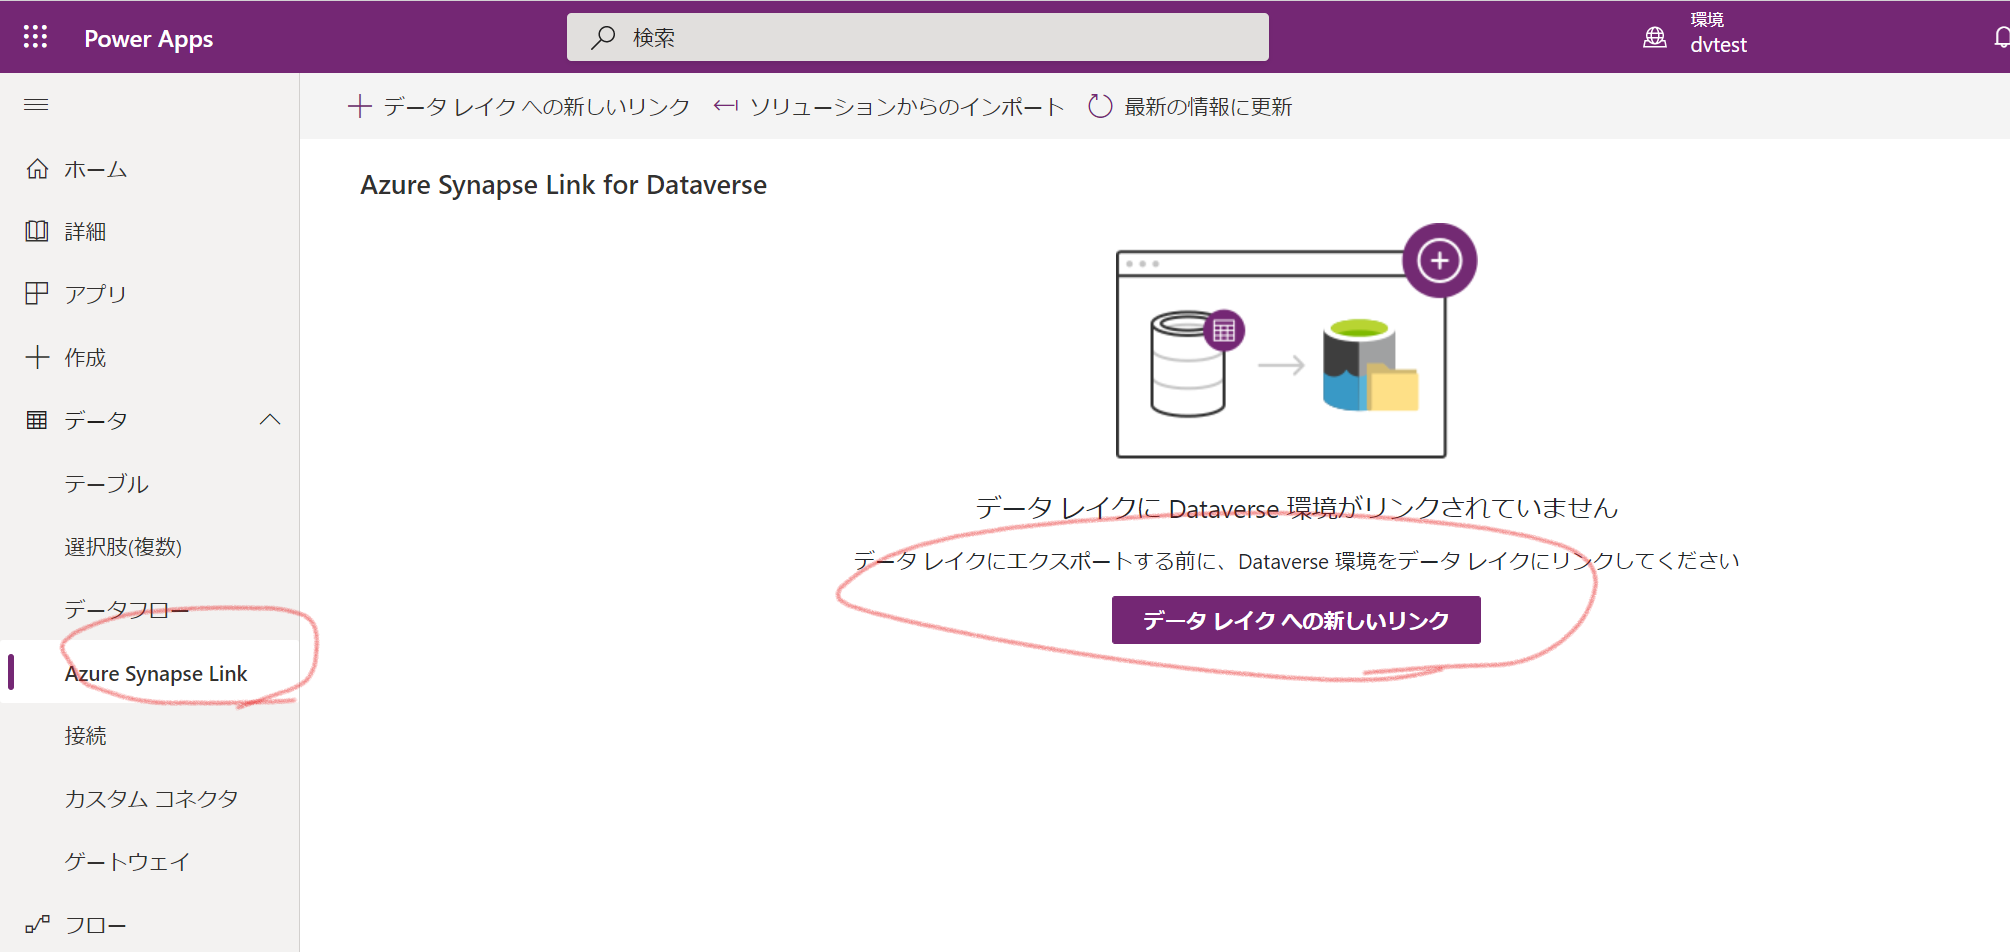 Power Apps
検索
環境
dvtest
データ レイク への新しいリンク
ソリューションからのインポート
最新の情報に更新
ホーム
詳細
アプリ
作成
データ
テーブル
選択肢(複数)
データフロー
Azure Synapse Link
接続
カスタム コネクタ
ゲートウェイ
フロー
Azure Synapse Link for Dataverse
データ レイクに Dataverse 環境がリンクされていません
データ レイクにエクスポートする前に、Dataverse 環境をデータ レイクにリンクしてください
データ レイク への新しいリンク